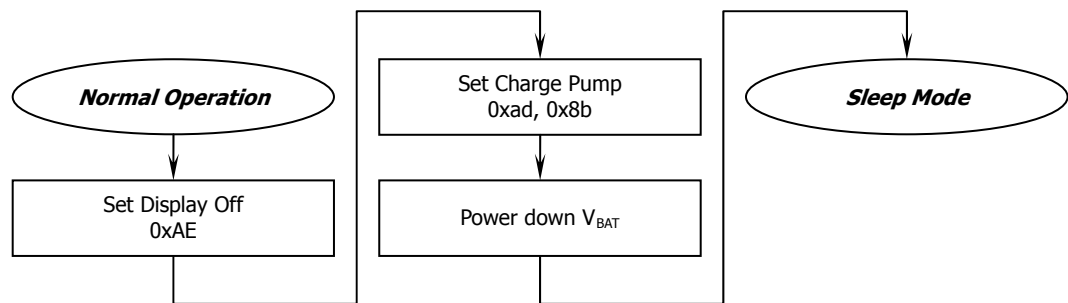 Normal Operation
Set Display Off
0xAE
Set Charge Pump
0xad, 0x8b
Power down VBAT
Sleep Mode